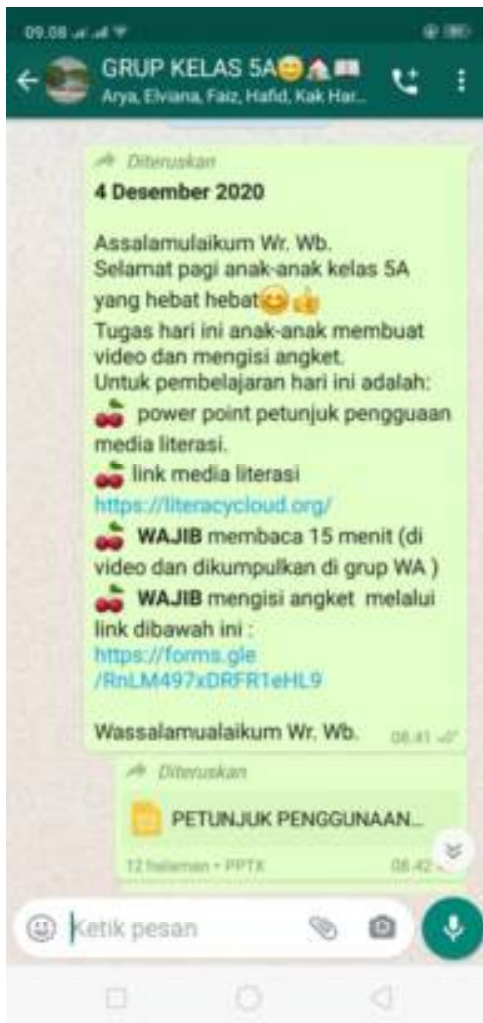 09.08
GRUP KELAS 5A
Arya, Elviana, Faiz, Hafid, Kak Har...
Diteruskan
4 Desember 2020
Assalamulaikum Wr. Wb.
Selamat pagi anak-anak kelas 5A
yang hebat hebat
Tugas hari ini anak-anak membuat
video dan mengisi angket.
Untuk pembelajaran hari ini adalah:
power point petunjuk pengguaan
media literasi.
link media literasi
https://literacycloud.org/
WAJIB membaca 15 menit (di
video dan dikumpulkan di grup WA )
WAJIB mengisi angket melalui
link dibawah ini :
https://forms.gle
/RnLM497xDRFR1eHL9
Wassalamualaikum Wr. Wb.
08.41
Diteruskan
PETUNJUK PENGGUNAAN...
12 halaman • PPTX
08.42
Ketik pesan